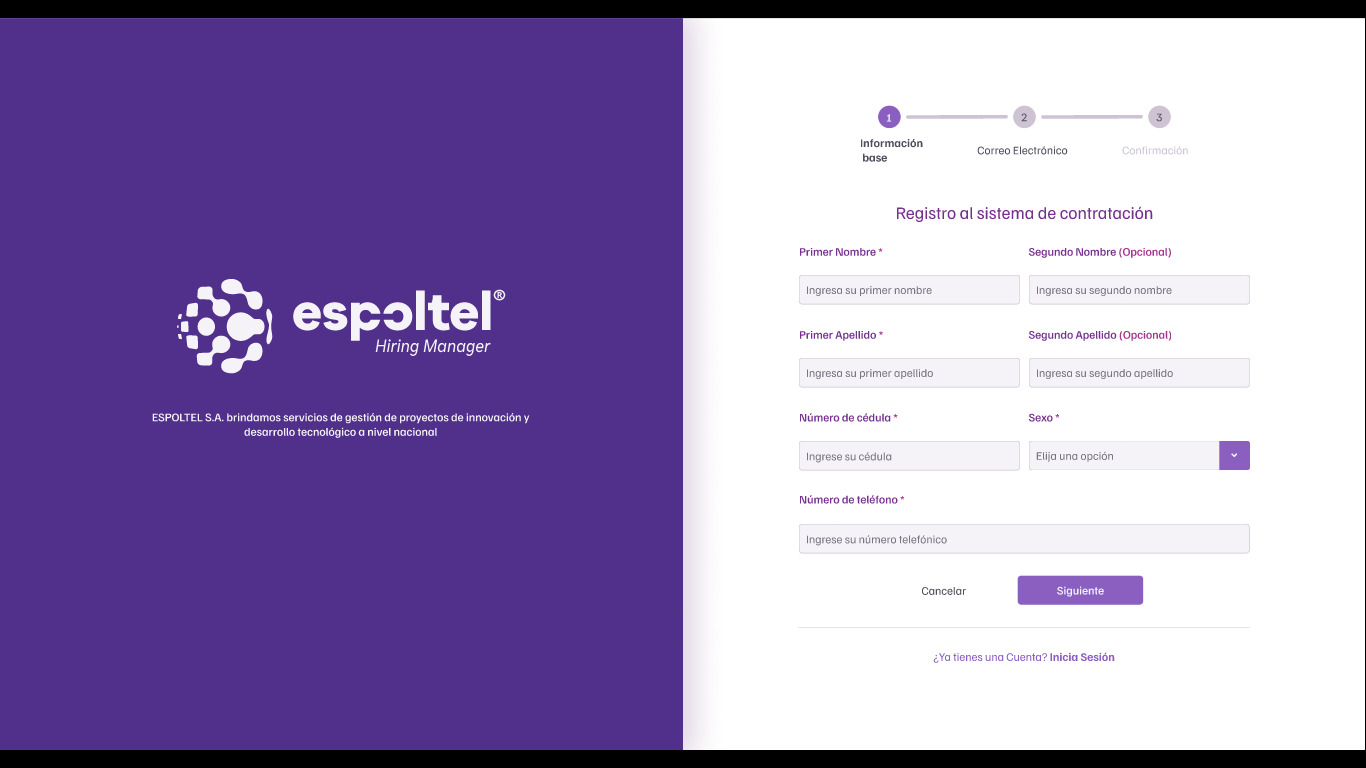 espoltel®
Hiring Manager
ESPOLTEL S.A. brindamos servicios de gestión de proyectos de innovación y
desarrollo tecnológico a nivel nacional
1
2
3
Información
base
Correo Electrónico
Confirmación
Registro al sistema de contratación
Primer Nombre *
Segundo Nombre (Opcional)
Ingresa su primer nombre
Ingresa su segundo nombre
Primer Apellido *
Segundo Apellido (Opcional)
Ingresa su primer apellido
Ingresa su segundo apellido
Número de cédula *
Sexo *
Ingrese su cédula
Elija una opción
Número de teléfono *
Ingrese su número telefónico
Cancelar
Siguiente
¿Ya tienes una Cuenta? Inicia Sesión